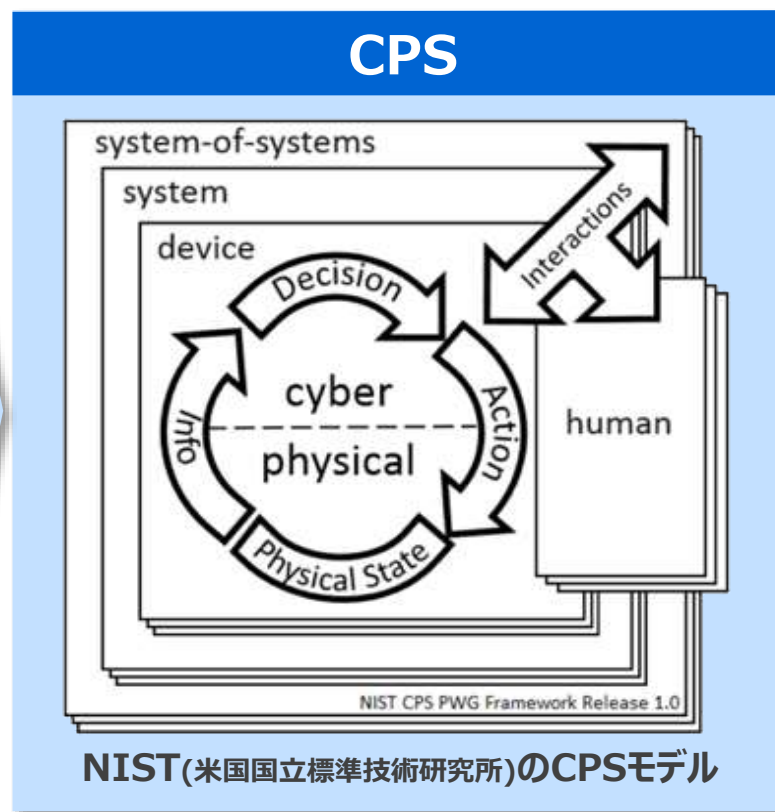 CPS
system-of-systems
system
device
Interactions
Decision
cyber
Info
Action
human
physical
Physical State
NIST CPS PWG Framework Release 1.0
NIST(米国国立標準技術研究所)のCPSモデル